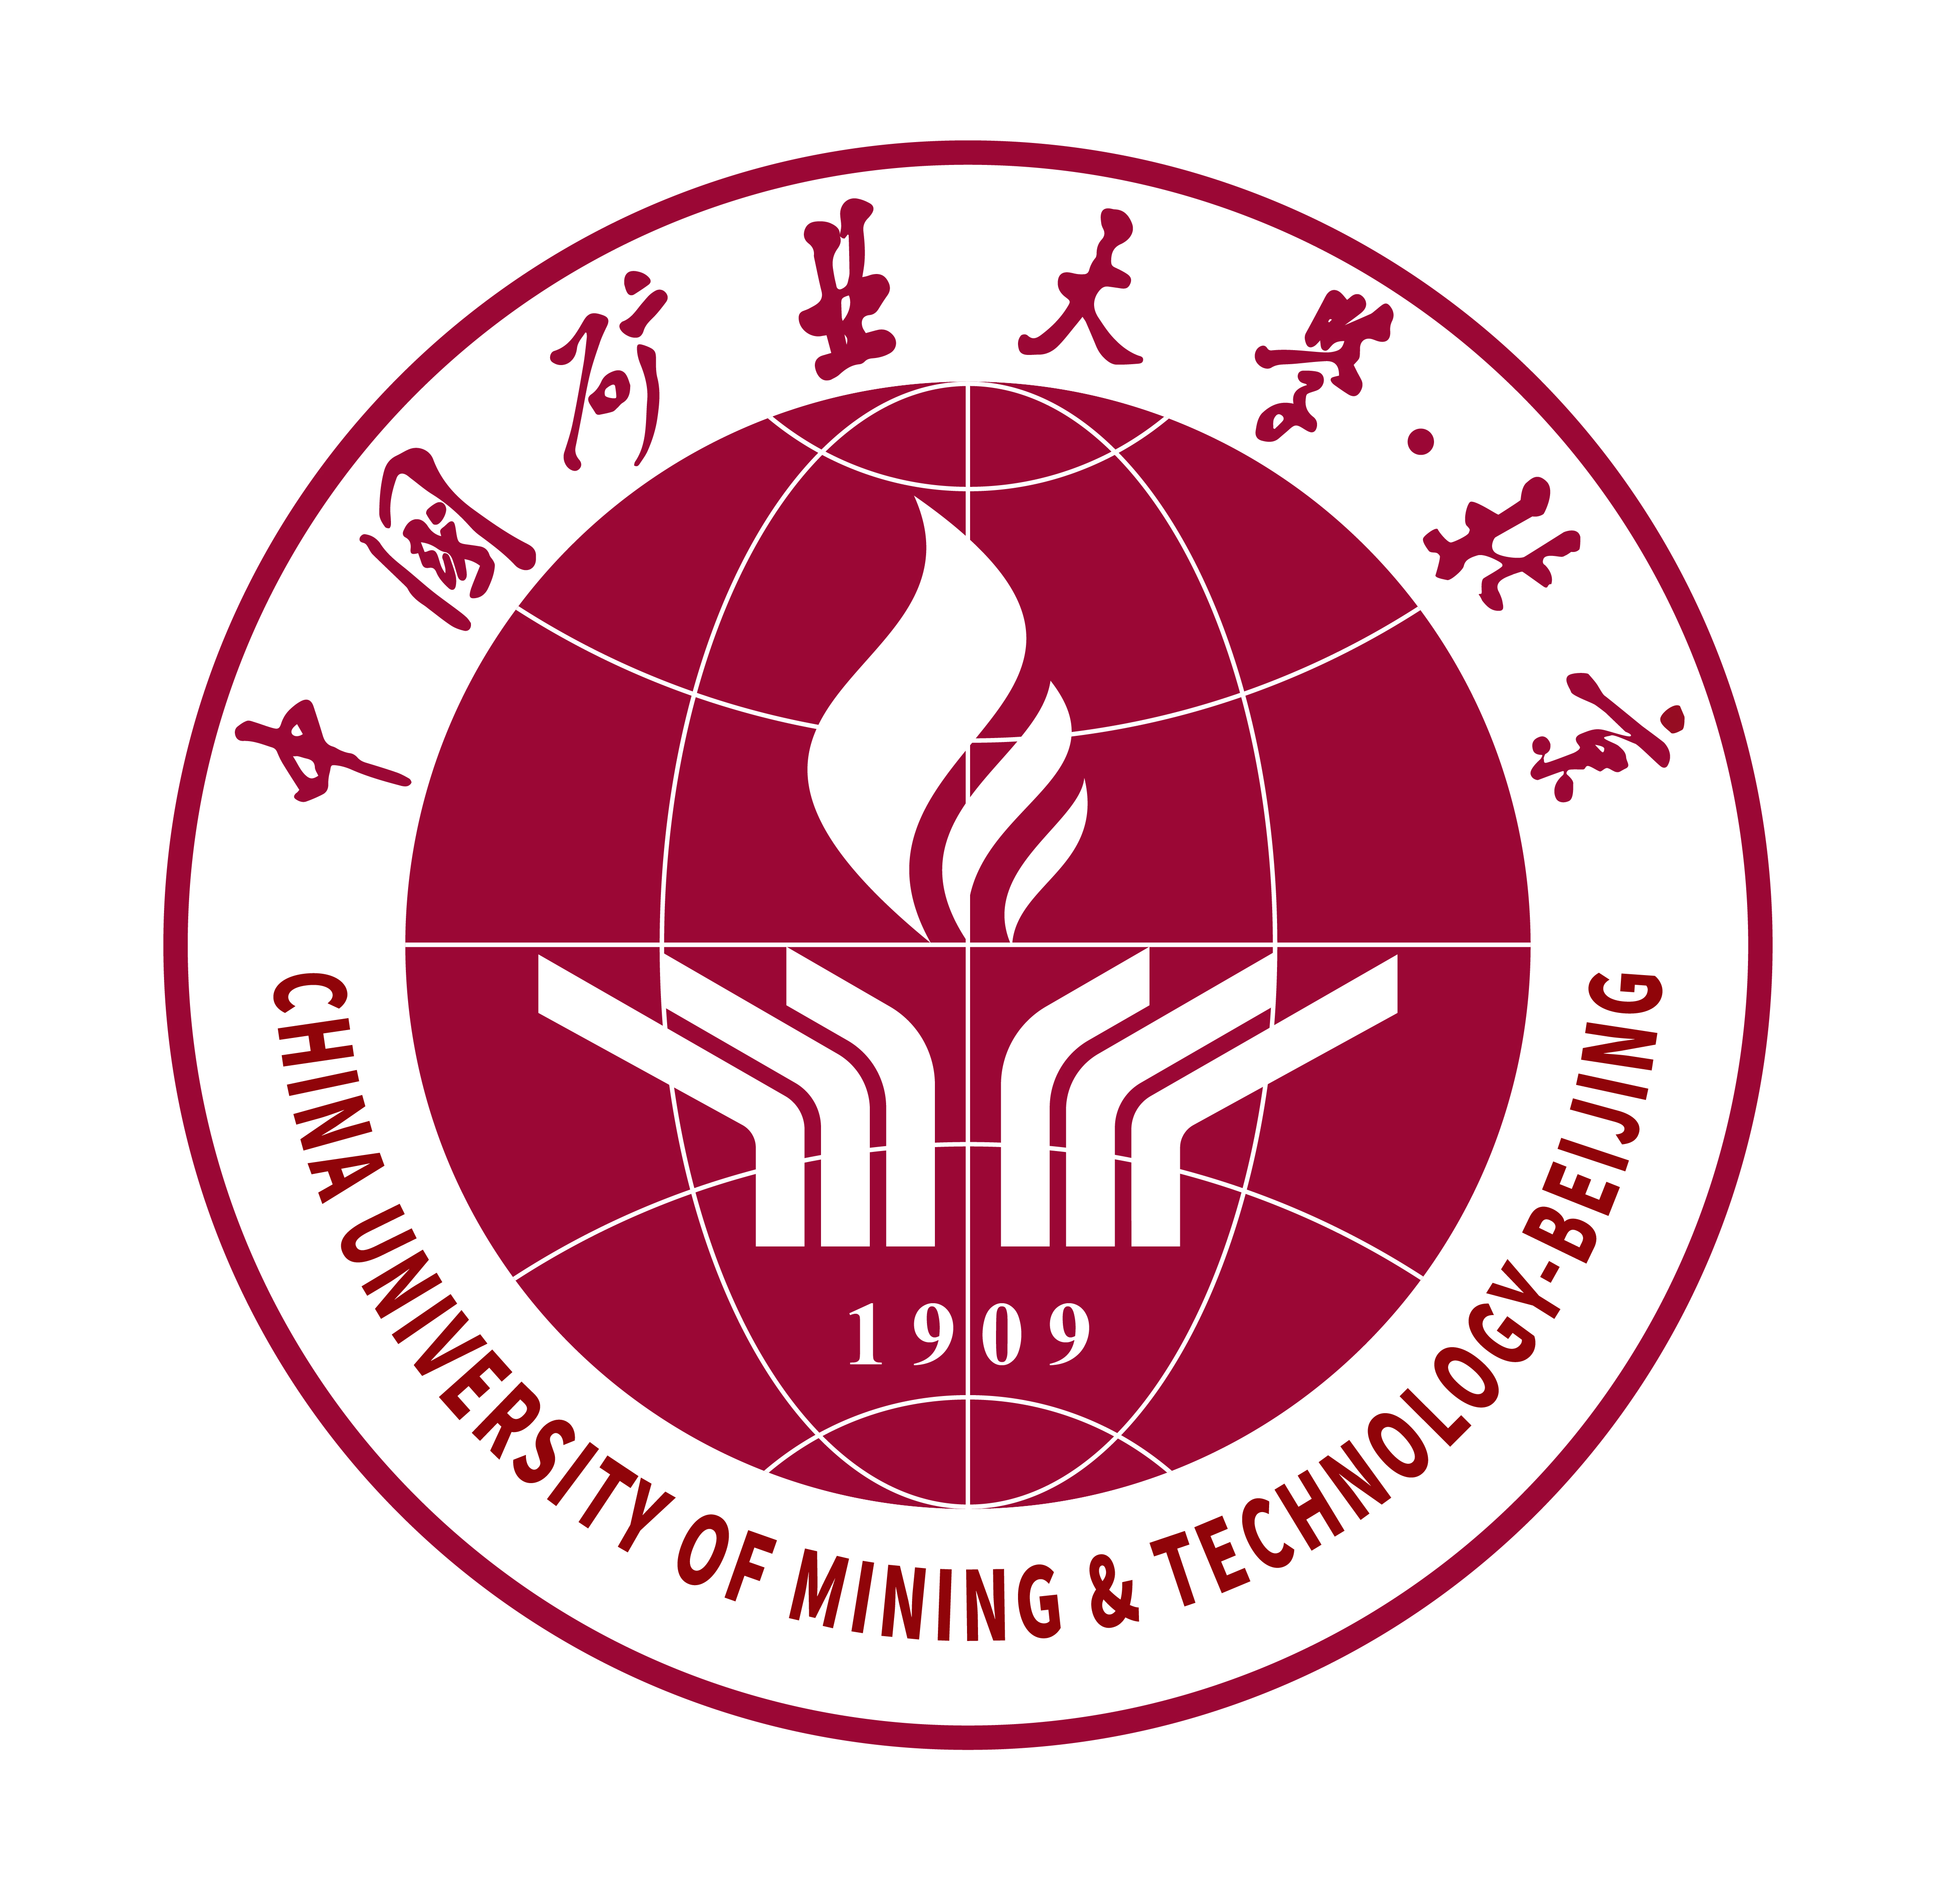 中国矿业大学·北京
1909
CHINA UNIVERSITY OF MINING & TECHNOLOGY-BEIJING